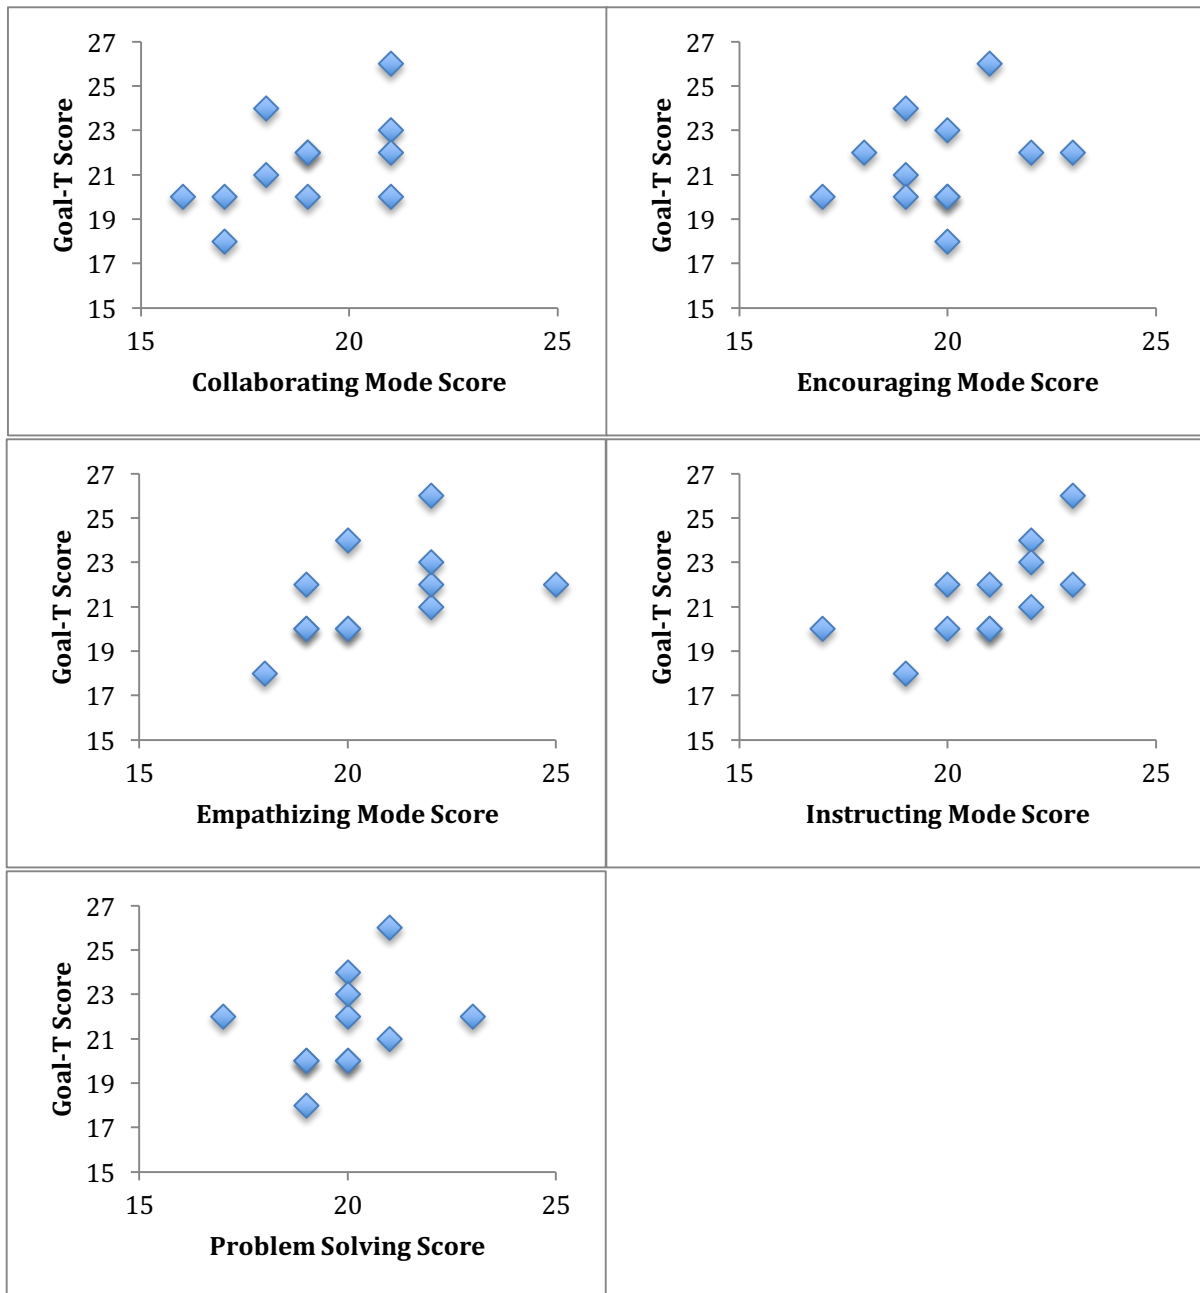 27
25
23
21
19
17
15
15 20 25
Goal-T Score
Collaborating Mode Score
27
25
23
21
19
17
15
15 20 25
Goal-T Score
Encouraging Mode Score
27
25
23
21
19
17
15
15 20 25
Goal-T Score
Empathizing Mode Score
27
25
23
21
19
17
15
15 20 25
Goal-T Score
Instructing Mode Score
27
25
23
21
19
17
15
15 20 25
Goal-T Score
Problem Solving Score